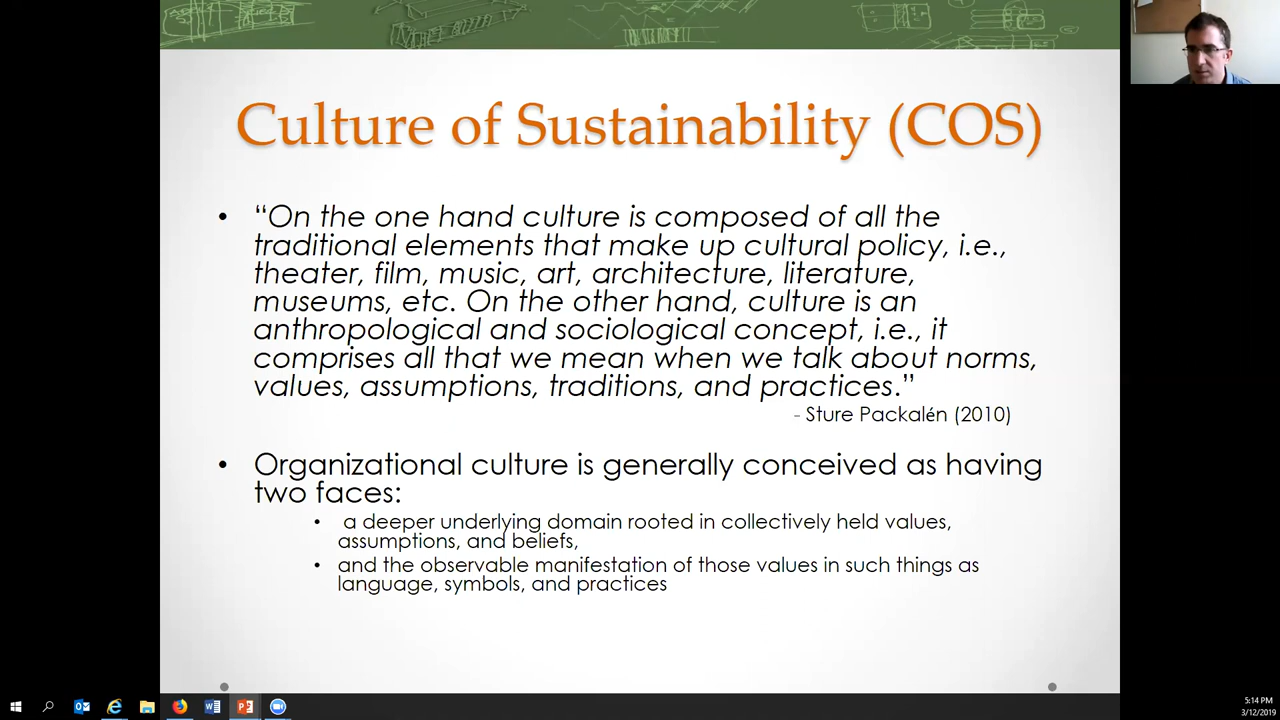 Culture of Sustainability (COS)
• “On the one hand culture is composed of all the
traditional elements that make up cultural policy, i.e.,
theater, film, music, art, architecture, literature,
museums, etc. On the other hand, culture is an
anthropological and sociological concept, i.e., it
comprises all that we mean when we talk about norms,
values, assumptions, traditions, and practices.”
- Sture Packalén (2010)
• Organizational culture is generally conceived as having
two faces:
• a deeper underlying domain rooted in collectively held values,
assumptions, and beliefs,
• and the observable manifestation of those values in such things as
language, symbols, and practices
5:14 PM
3/12/2019